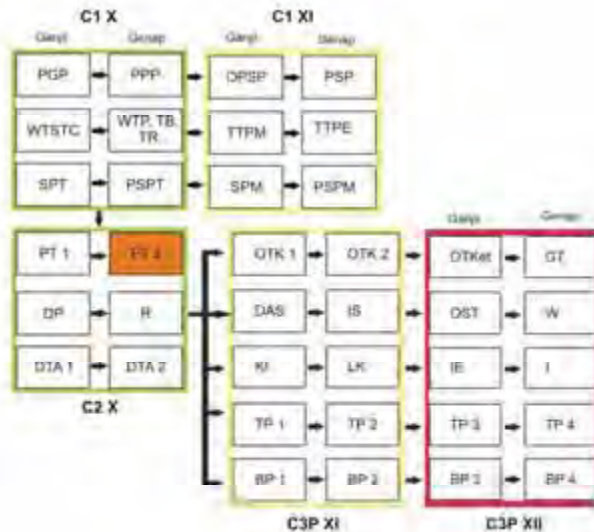 C1 X
C1 XI
Ganjil Genap Ganjil Genap
PGP PPP DPSP PSP
WTSTC WTP, TB, TR TTPM TTPE
SPT PSPT SPM PSPM
Ganjil Genap
PT 1 PT 2 OTK 1 OTK 2 OTKet GT
DP R DAS IS OST W
KI LK IE I
DTA 1 DTA 2
C2 X
TP 1 TP 2 TP 3 TP 4
BP 1 BP 2 BP 3 BP 4
C3P XI C3P XII